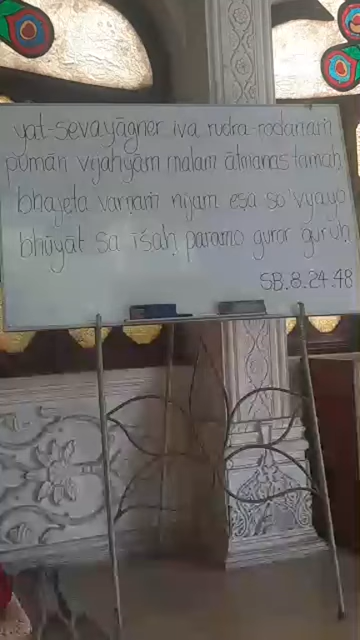 yat-sevayāgner iva rudra-rodanaṁ
pumān vijahyān malam ātmanas tamaḥ
bhajeta varṇaṁ nijam eṣa so 'vyayo
bhūyāt sa īśaḥ paramo guror guruḥ
SB.8.24.48